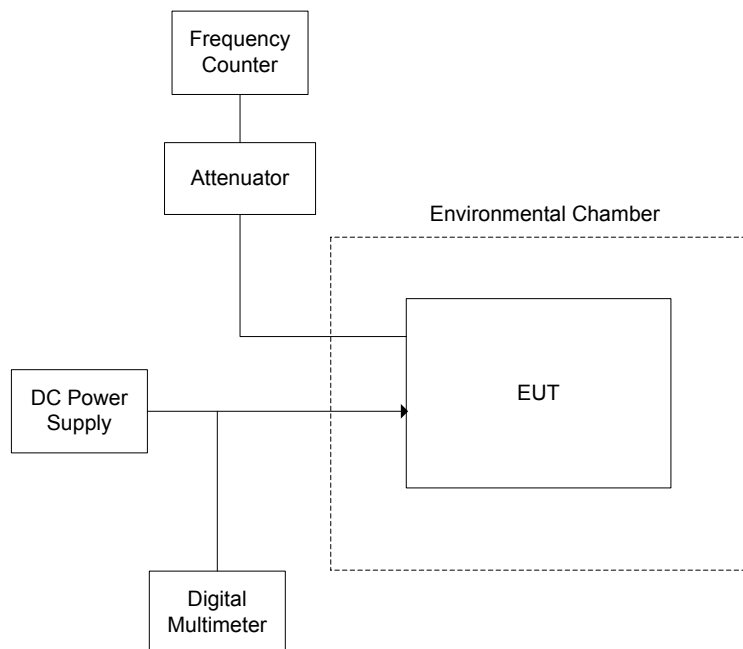 Frequency
Counter
Attenuator
Environmental Chamber
EUT
DC Power
Supply
Digital
Multimeter